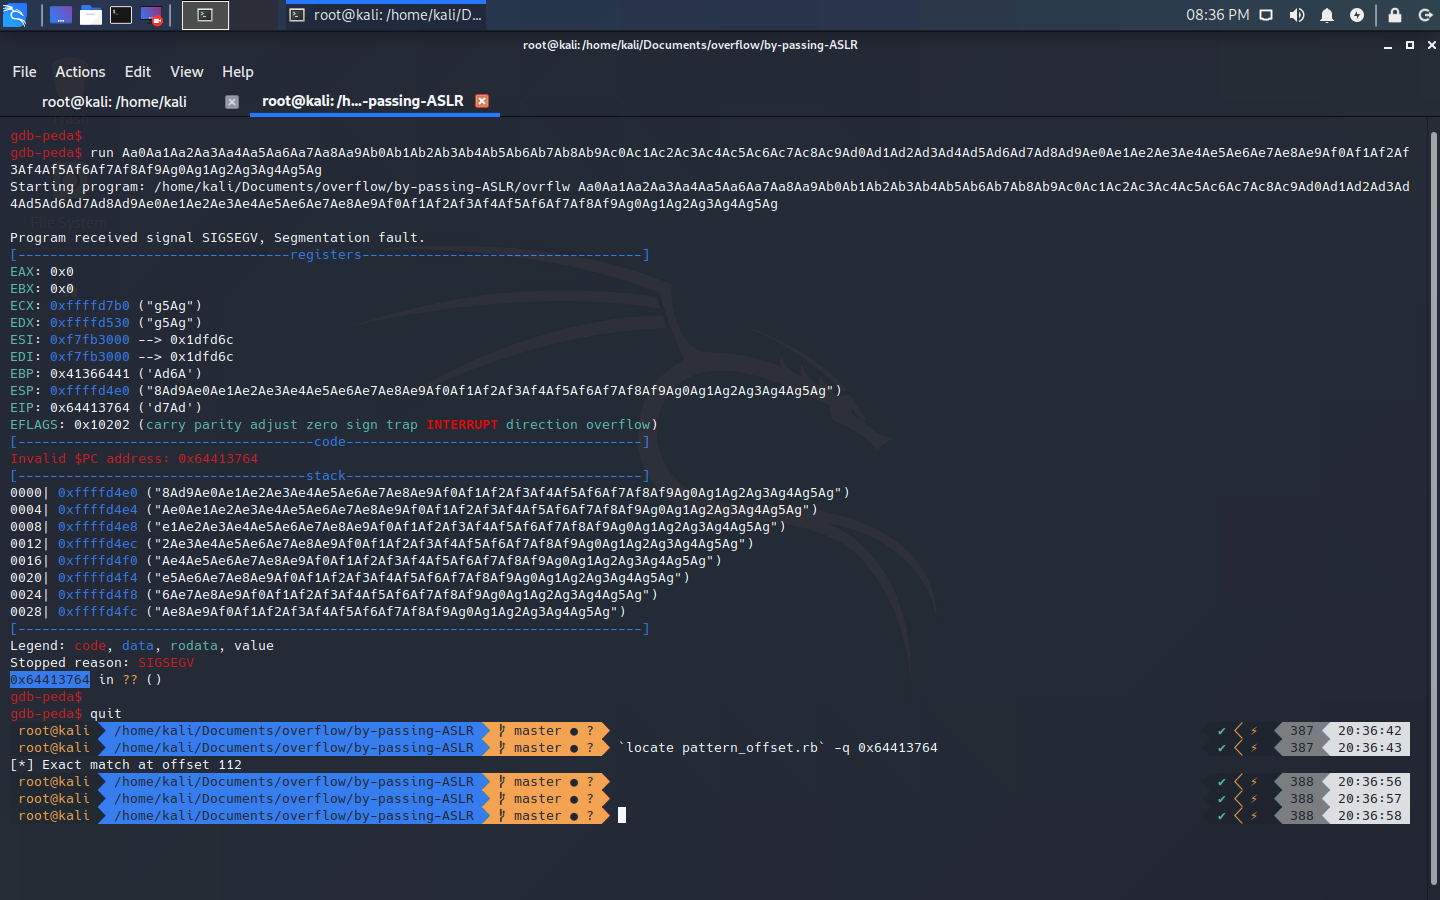 root@kali: /home/kali/D...
08:36 PM
root@kali: /home/kali/Documents/overflow/by-passing-ASLR
File Actions Edit View Help
root@kali: /home/kali
root@kali: /h...-passing-ASLR
gdb-peda$
gdb-peda$ run Aa0Aa1Aa2Aa3Aa4Aa5Aa6Aa7Aa8Aa9Ab0Ab1Ab2Ab3Ab4Ab5Ab6Ab7Ab8Ab9Ac0Ac1Ac2Ac3Ac4Ac5Ac6Ac7Ac8Ac9Ad0Ad1Ad2Ad3Ad4Ad5Ad6Ad7Ad8Ad9Ae0Ae1Ae2Ae3Ae4Ae5Ae6Ae7Ae8Ae9Af0Af1Af2Af
3Af4Af5Af6Af7Af8Af9Ag0Ag1Ag2Ag3Ag4Ag5Ag
Starting program: /home/kali/Documents/overflow/by-passing-ASLR/ovrflw Aa0Aa1Aa2Aa3Aa4Aa5Aa6Aa7Aa8Aa9Ab0Ab1Ab2Ab3Ab4Ab5Ab6Ab7Ab8Ab9Ac0Ac1Ac2Ac3Ac4Ac5Ac6Ac7Ac8Ac9Ad0Ad1Ad2Ad3Ad
4Ad5Ad6Ad7Ad8Ad9Ae0Ae1Ae2Ae3Ae4Ae5Ae6Ae7Ae8Ae9Af0Af1Af2Af3Af4Af5Af6Af7Af8Af9Ag0Ag1Ag2Ag3Ag4Ag5Ag
File System
Program received signal SIGSEGV, Segmentation fault.
[----------------------------------registers-----------------------------------]
EAX: 0x0
EBX: 0x0
ECX: 0xffffd7b0 ("g5Ag")
EDX: 0xffffd530 ("g5Ag")
ESI: 0xf7fb3000 --> 0x1dfd6c
EDI: 0xf7fb3000 --> 0x1dfd6c
EBP: 0x41366441 ('Ad6A')
ESP: 0xffffd4e0 ("8Ad9Ae0Ae1Ae2Ae3Ae4Ae5Ae6Ae7Ae8Ae9Af0Af1Af2Af3Af4Af5Af6Af7Af8Af9Ag0Ag1Ag2Ag3Ag4Ag5Ag")
EIP: 0x64413764 ('d7Ad')
EFLAGS: 0x10202 (carry parity adjust zero sign trap INTERRUPT direction overflow)
[-------------------------------------code-------------------------------------]
Invalid $PC address: 0x64413764
[------------------------------------stack-------------------------------------]
0000| 0xffffd4e0 ("8Ad9Ae0Ae1Ae2Ae3Ae4Ae5Ae6Ae7Ae8Ae9Af0Af1Af2Af3Af4Af5Af6Af7Af8Af9Ag0Ag1Ag2Ag3Ag4Ag5Ag")
0004| 0xffffd4e4 ("Ae0Ae1Ae2Ae3Ae4Ae5Ae6Ae7Ae8Ae9Af0Af1Af2Af3Af4Af5Af6Af7Af8Af9Ag0Ag1Ag2Ag3Ag4Ag5Ag")
0008| 0xffffd4e8 ("e1Ae2Ae3Ae4Ae5Ae6Ae7Ae8Ae9Af0Af1Af2Af3Af4Af5Af6Af7Af8Af9Ag0Ag1Ag2Ag3Ag4Ag5Ag")
0012| 0xffffd4ec ("2Ae3Ae4Ae5Ae6Ae7Ae8Ae9Af0Af1Af2Af3Af4Af5Af6Af7Af8Af9Ag0Ag1Ag2Ag3Ag4Ag5Ag")
0016| 0xffffd4f0 ("Ae4Ae5Ae6Ae7Ae8Ae9Af0Af1Af2Af3Af4Af5Af6Af7Af8Af9Ag0Ag1Ag2Ag3Ag4Ag5Ag")
0020| 0xffffd4f4 ("e5Ae6Ae7Ae8Ae9Af0Af1Af2Af3Af4Af5Af6Af7Af8Af9Ag0Ag1Ag2Ag3Ag4Ag5Ag")
0024| 0xffffd4f8 ("6Ae7Ae8Ae9Af0Af1Af2Af3Af4Af5Af6Af7Af8Af9Ag0Ag1Ag2Ag3Ag4Ag5Ag")
0028| 0xffffd4fc ("Ae8Ae9Af0Af1Af2Af3Af4Af5Af6Af7Af8Af9Ag0Ag1Ag2Ag3Ag4Ag5Ag")
[------------------------------------------------------------------------------]
Legend: code, data, rodata, value
Stopped reason: SIGSEGV
0x64413764 in ?? ()
gdb-peda$
gdb-peda$ quit
root@kali /home/kali/Documents/overflow/by-passing-ASLR master ● ? ✔ ⚡ 387 20:36:42
root@kali /home/kali/Documents/overflow/by-passing-ASLR master ● ? `locate pattern_offset.rb` -q 0x64413764 ✔ ⚡ 387 20:36:43
[*] Exact match at offset 112
root@kali /home/kali/Documents/overflow/by-passing-ASLR master ● ? ✔ ⚡ 388 20:36:56
root@kali /home/kali/Documents/overflow/by-passing-ASLR master ● ? ✔ ⚡ 388 20:36:57
root@kali /home/kali/Documents/overflow/by-passing-ASLR master ● ? ✔ ⚡ 388 20:36:58